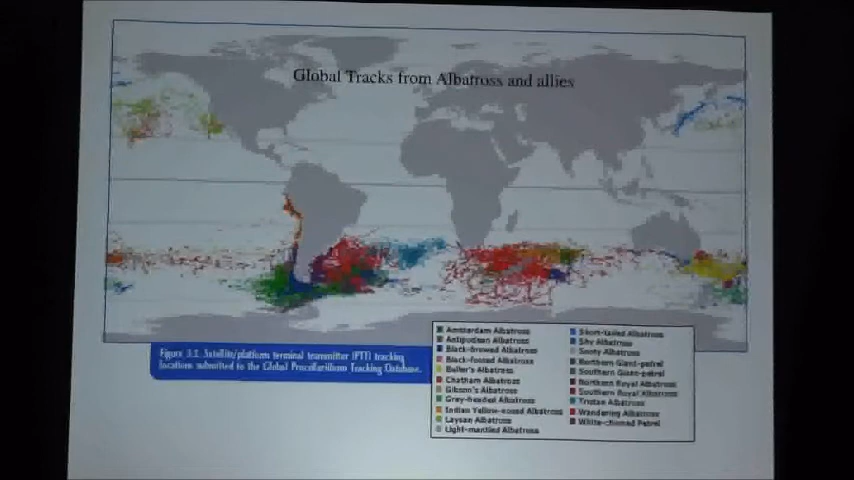 Global Tracks from Albatross and allies
Figure 3.1 Satellite/platform terminal transmitter (PTT) tracking
locations submitted to the Global Procellariiform Tracking Database.
Amsterdam Albatross
Antipodean Albatross
Black-browed Albatross
Black-footed Albatross
Buller's Albatross
Chatham Albatross
Gibson's Albatross
Grey-headed Albatross
Indian Yellow-nosed Albatross
Laysan Albatross
Light-mantled Albatross
Short-tailed Albatross
Shy Albatross
Sooty Albatross
Northern Giant-petrel
Southern Giant-petrel
Northern Royal Albatross
Southern Royal Albatross
Tristan Albatross
Wandering Albatross
White-chinned Petrel